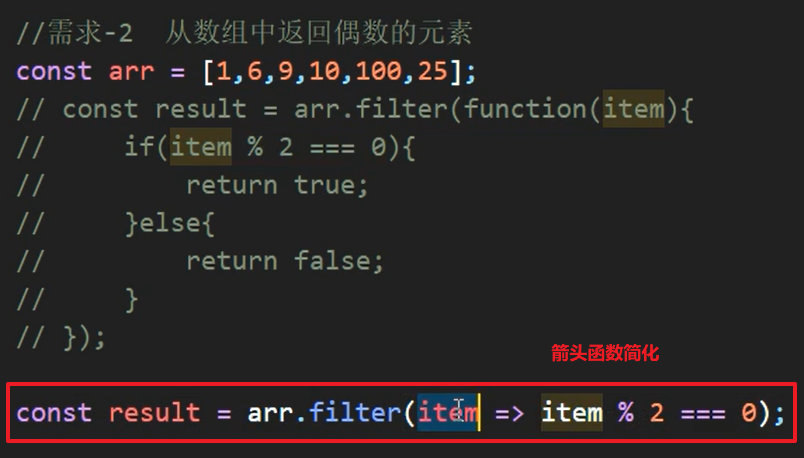 //需求-2 从数组中返回偶数的元素
const arr = [1,6,9,10,100,25];
// const result = arr.filter(function(item){
//     if(item % 2 === 0){
//         return true;
//     }else{
//         return false;
//     }
// });
箭头函数简化
const result = arr.filter(item => item % 2 === 0);